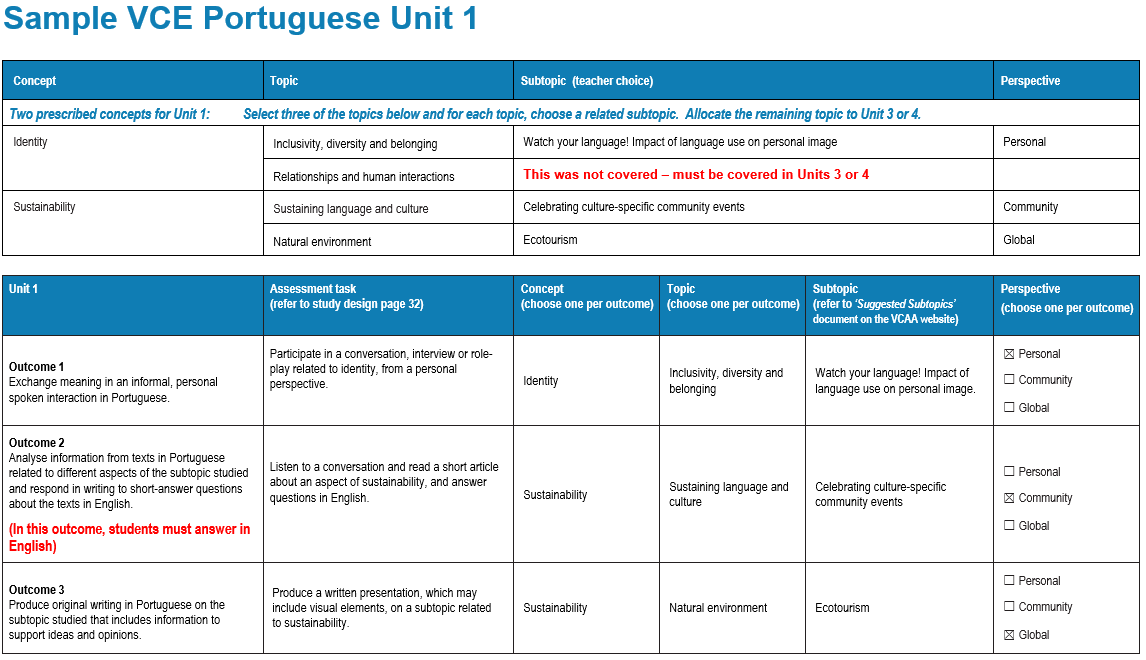 Sample VCE Portuguese Unit 1
Concept
Topic
Subtopic (teacher choice)
Perspective
Two prescribed concepts for Unit 1: Select three of the topics below and for each topic, choose a related subtopic. Allocate the remaining topic to Unit 3 or 4.
Identity
Inclusivity, diversity and belonging
Watch your language! Impact of language use on personal image
Personal
Relationships and human interactions
This was not covered – must be covered in Units 3 or 4
Sustainability
Sustaining language and culture
Celebrating culture-specific community events
Community
Natural environment
Ecotourism
Global
Unit 1
Assessment task
(refer to study design page 32)
Concept
(choose one per outcome)
Topic
(choose one per outcome)
Subtopic
(refer to ‘Suggested Subtopics’
document on the VCAA website)
Perspective
(choose one per outcome)
Outcome 1
Exchange meaning in an informal, personal
spoken interaction in Portuguese.
Participate in a conversation, interview or role-
play related to identity, from a personal
perspective.
Identity
Inclusivity, diversity and
belonging
Watch your language! Impact of
language use on personal image.
☒ Personal
☐ Community
☐ Global
Outcome 2
Analyse information from texts in Portuguese
related to different aspects of the subtopic studied
and respond in writing to short-answer questions
about the texts in English.
(In this outcome, students must answer in
English)
Listen to a conversation and read a short article
about an aspect of sustainability, and answer
questions in English.
Sustainability
Sustaining language and
culture
Celebrating culture-specific
community events
☐ Personal
☒ Community
☐ Global
Outcome 3
Produce original writing in Portuguese on the
subtopic studied that includes information to
support ideas and opinions.
Produce a written presentation, which may
include visual elements, on a subtopic related
to sustainability.
Sustainability
Natural environment
Ecotourism
☐ Personal
☐ Community
☒ Global